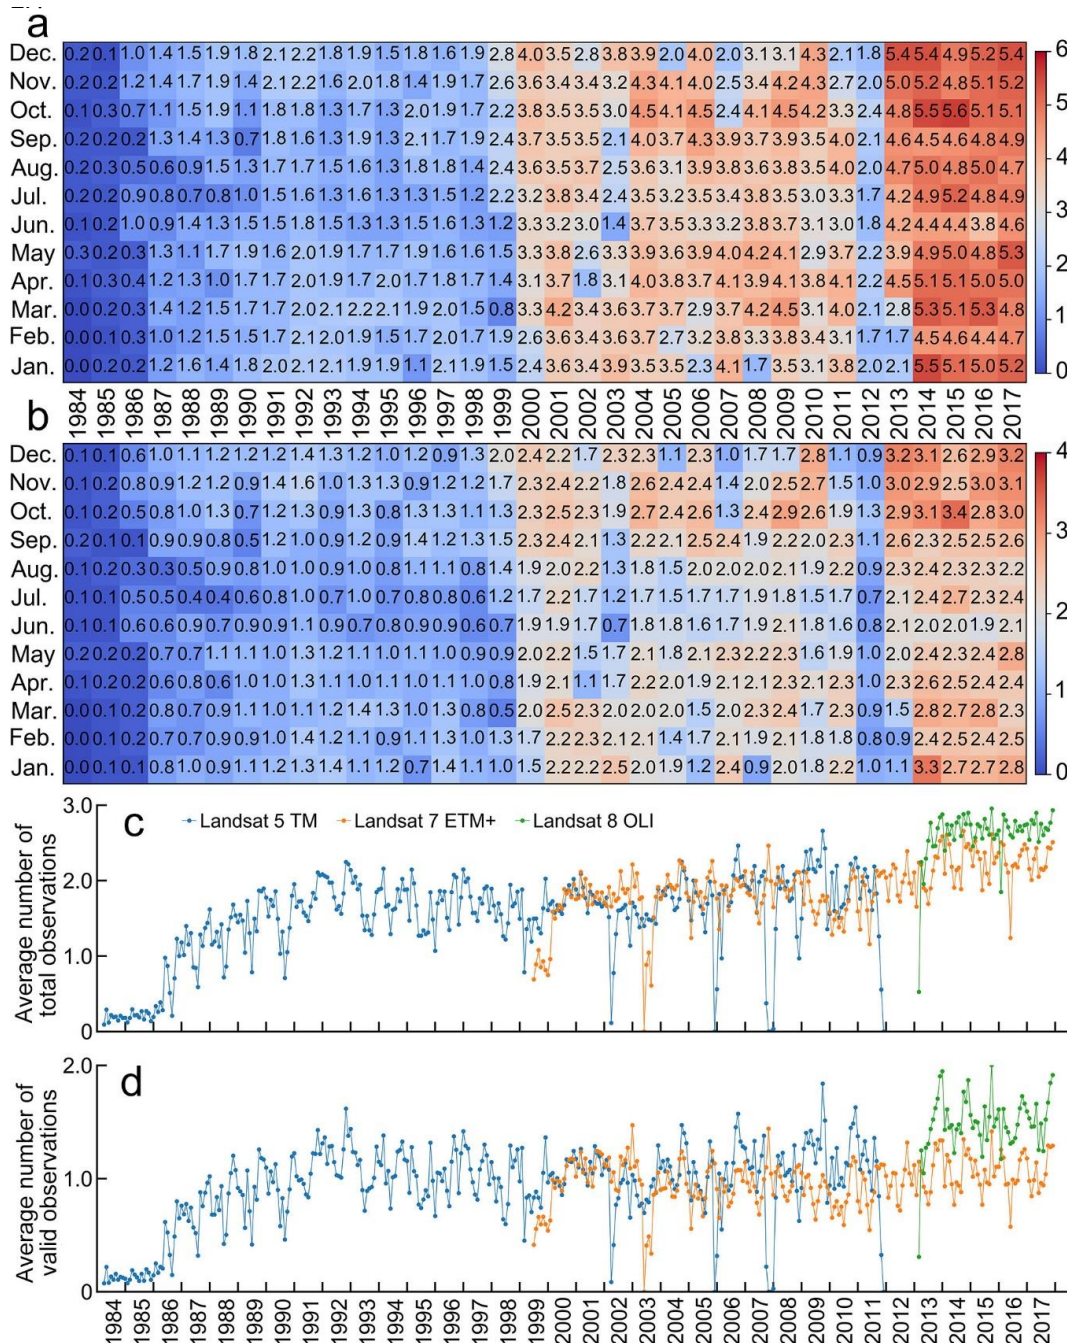 a
Dec. 0.2 0.1 1.0 1.4 1.5 1.9 1.8 2.1 2.2 1.8 1.9 1.5 1.8 1.6 1.9 2.8 4.0 3.5 2.8 3.8 3.9 2.0 4.0 2.0 3.1 3.1 4.3 2.1 1.8 5.4 5.4 4.9 5.2 5.4
Nov. 0.2 0.2 1.2 1.4 1.7 1.9 1.4 2.1 2.2 1.6 2.0 1.8 1.4 1.9 1.7 2.6 3.6 3.4 3.4 3.2 4.3 4.1 4.0 2.5 3.4 4.2 4.3 2.7 2.0 5.0 5.2 4.8 5.1 5.2
Oct. 0.1 0.3 0.7 1.1 1.5 1.9 1.1 1.8 1.8 1.3 1.7 1.3 2.0 1.9 1.7 2.2 3.8 3.5 3.5 3.0 4.5 4.1 4.5 2.4 4.1 4.5 4.2 3.3 2.4 4.8 5.5 5.6 5.1 5.1
Sep. 0.2 0.2 0.2 1.3 1.4 1.3 0.7 1.8 1.6 1.3 1.9 1.3 2.1 1.7 1.9 2.4 3.7 3.5 3.5 2.1 4.0 3.7 4.3 3.9 3.7 3.9 3.5 4.0 2.1 4.6 4.5 4.6 4.8 4.9
Aug. 0.2 0.3 0.5 0.6 0.9 1.5 1.3 1.7 1.7 1.5 1.6 1.3 1.8 1.8 1.4 2.4 3.6 3.5 3.7 2.5 3.6 3.1 3.9 3.8 3.6 3.8 3.5 4.0 2.0 4.7 5.0 4.8 5.0 4.7
Jul. 0.2 0.2 0.9 0.8 0.7 0.8 1.0 1.5 1.6 1.3 1.6 1.3 1.3 1.5 1.2 2.2 3.2 3.8 3.4 2.4 3.5 3.2 3.5 3.4 3.8 3.5 3.0 3.3 1.7 4.2 4.9 5.2 4.8 4.9
Jun. 0.1 0.2 1.0 0.9 1.4 1.3 1.5 1.5 1.8 1.5 1.3 1.3 1.5 1.6 1.3 1.2 3.3 3.2 3.0 1.4 3.7 3.5 3.3 3.2 3.8 3.7 3.1 3.0 1.8 4.2 4.4 4.4 3.8 4.6
May 0.3 0.2 0.3 1.3 1.1 1.7 1.9 1.6 2.0 1.9 1.7 1.7 1.9 1.6 1.6 1.5 3.3 3.8 2.6 3.3 3.9 3.6 3.9 4.0 4.2 4.1 2.9 3.7 2.2 3.9 4.9 5.0 4.8 5.3
Apr. 0.1 0.3 0.4 1.2 1.3 1.0 1.7 1.7 2.1 1.9 1.7 2.0 1.7 1.8 1.7 1.4 3.1 3.7 1.8 3.1 4.0 3.8 3.7 4.1 3.9 4.1 3.8 4.1 2.2 4.5 5.1 5.1 5.0 5.0
Mar. 0.0 0.2 0.3 1.4 1.2 1.5 1.7 1.7 2.0 2.1 2.2 2.1 1.9 2.0 1.5 0.8 3.3 4.2 3.4 3.6 3.7 3.7 2.9 3.7 4.2 4.5 3.1 4.0 2.1 2.8 5.3 5.1 5.3 4.8
Feb. 0.0 0.1 0.3 1.0 1.2 1.5 1.5 1.7 2.1 2.0 1.7 1.5 1.7 2.0 1.7 1.9 2.6 3.6 3.4 3.4 3.7 2.7 3.2 3.8 3.3 3.8 3.4 3.1 1.7 1.7 4.5 4.6 4.4 4.7
Jan. 0.0 0.2 0.2 1.2 1.6 1.4 1.8 2.0 2.1 2.1 1.9 1.9 1.1 2.1 1.9 1.5 2.4 3.6 3.4 3.9 3.5 3.5 2.3 4.1 1.7 3.5 3.1 3.8 2.0 2.1 5.5 5.1 5.0 5.2
6
5
4
3
2
1
0
1984 1985 1986 1987 1988 1989 1990 1991 1992 1993 1994 1995 1996 1997 1998 1999 2000 2001 2002 2003 2004 2005 2006 2007 2008 2009 2010 2011 2012 2013 2014 2015 2016 2017
b
Dec. 0.1 0.1 0.6 1.0 1.1 1.2 1.2 1.2 1.4 1.3 1.2 1.0 1.2 0.9 1.3 2.0 2.4 2.2 1.7 2.3 2.3 1.1 2.3 1.0 1.7 1.7 2.8 1.1 0.9 3.2 3.1 2.6 2.9 3.2
Nov. 0.1 0.2 0.8 0.9 1.2 1.2 0.9 1.4 1.6 1.0 1.3 1.3 0.9 1.2 1.2 1.7 2.3 2.4 2.2 1.8 2.6 2.4 2.4 1.4 2.0 2.5 2.7 1.5 1.0 3.0 2.9 2.5 3.0 3.1
Oct. 0.1 0.2 0.5 0.8 1.0 1.3 0.7 1.2 1.3 0.9 1.3 0.8 1.3 1.3 1.1 1.3 2.3 2.5 2.3 1.9 2.7 2.4 2.6 1.3 2.4 2.9 2.6 1.9 1.3 2.9 3.1 3.4 2.8 3.0
Sep. 0.2 0.1 0.1 0.9 0.9 0.8 0.5 1.2 1.0 0.9 1.4 0.9 1.4 1.2 1.3 1.5 2.3 2.4 2.1 1.3 2.2 2.1 2.5 2.4 1.9 2.2 2.0 2.3 1.1 2.6 2.3 2.5 2.5 2.6
Aug. 0.1 0.2 0.3 0.3 0.5 0.9 0.8 1.0 1.0 0.9 1.0 0.8 1.1 1.1 0.8 1.4 1.9 2.0 2.2 1.3 1.8 1.5 2.0 2.0 2.0 2.1 1.9 2.2 0.9 2.3 2.4 2.3 2.3 2.2
Jul. 0.1 0.1 0.5 0.5 0.4 0.4 0.6 0.8 1.0 0.7 1.0 0.7 0.8 0.8 0.6 1.2 1.7 2.2 1.7 1.2 1.7 1.5 1.7 1.7 1.9 1.8 1.5 1.7 0.7 2.1 2.4 2.7 2.3 2.4
Jun. 0.1 0.1 0.6 0.6 0.9 0.7 0.9 0.9 1.1 0.9 0.7 0.8 0.9 0.9 0.6 0.7 1.9 1.9 1.7 0.7 1.8 1.8 1.6 1.7 1.9 2.1 1.8 1.6 0.8 2.1 2.0 2.0 1.9 2.1
May 0.2 0.2 0.2 0.7 0.7 1.1 1.1 1.0 1.3 1.2 1.0 1.1 1.1 0.9 1.0 0.9 2.0 2.2 1.5 1.7 2.1 1.8 2.1 2.3 2.2 2.3 1.6 1.9 1.0 2.0 2.4 2.3 2.4 2.8
Apr. 0.1 0.2 0.2 0.6 0.8 0.6 1.0 1.0 1.3 1.1 1.0 1.1 1.0 1.1 1.0 0.8 1.9 2.1 1.1 1.7 2.2 2.0 1.9 2.1 2.1 2.3 2.1 2.2 1.0 2.3 2.6 2.5 2.4 2.4
Mar. 0.0 0.1 0.2 0.8 0.7 0.9 1.1 1.0 1.1 1.2 1.4 1.3 1.0 1.3 0.8 0.5 2.0 2.5 2.3 2.0 2.0 2.0 1.5 2.0 2.3 2.4 1.7 2.3 0.9 1.5 2.8 2.7 2.8 2.3
Feb. 0.0 0.1 0.2 0.7 0.7 0.9 0.9 1.0 1.4 1.2 1.1 0.9 1.1 1.2 0.9 1.3 1.7 2.2 2.3 2.1 2.1 1.4 1.7 2.1 1.9 2.1 1.8 1.8 0.8 0.9 2.4 2.5 2.4 2.5
Jan. 0.0 0.1 0.1 0.8 1.0 0.9 1.1 1.2 1.3 1.4 1.1 1.2 0.7 1.4 1.1 1.0 1.5 2.2 2.2 2.5 2.0 1.9 1.2 2.4 0.9 2.0 1.8 2.2 1.0 1.1 3.3 2.7 2.7 2.8
4
3
2
1
0
c
Landsat 5 TM Landsat 7 ETM+ Landsat 8 OLI
Average number of
total observations
3.0
2.0
1.0
0
d
Average number of
valid observations
2.0
1.0
0
1984 1985 1986 1987 1988 1989 1990 1991 1992 1993 1994 1995 1996 1997 1998 1999 2000 2001 2002 2003 2004 2005 2006 2007 2008 2009 2010 2011 2012 2013 2014 2015 2016 2017